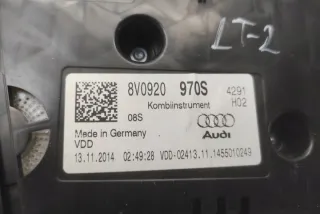 LT-2
8V0920 970S 4291
Kombiinstrument H02
08S
Made in Germany Audi
VDD
13.11.2014 02:49:28 VDD-02413.11.1455010249